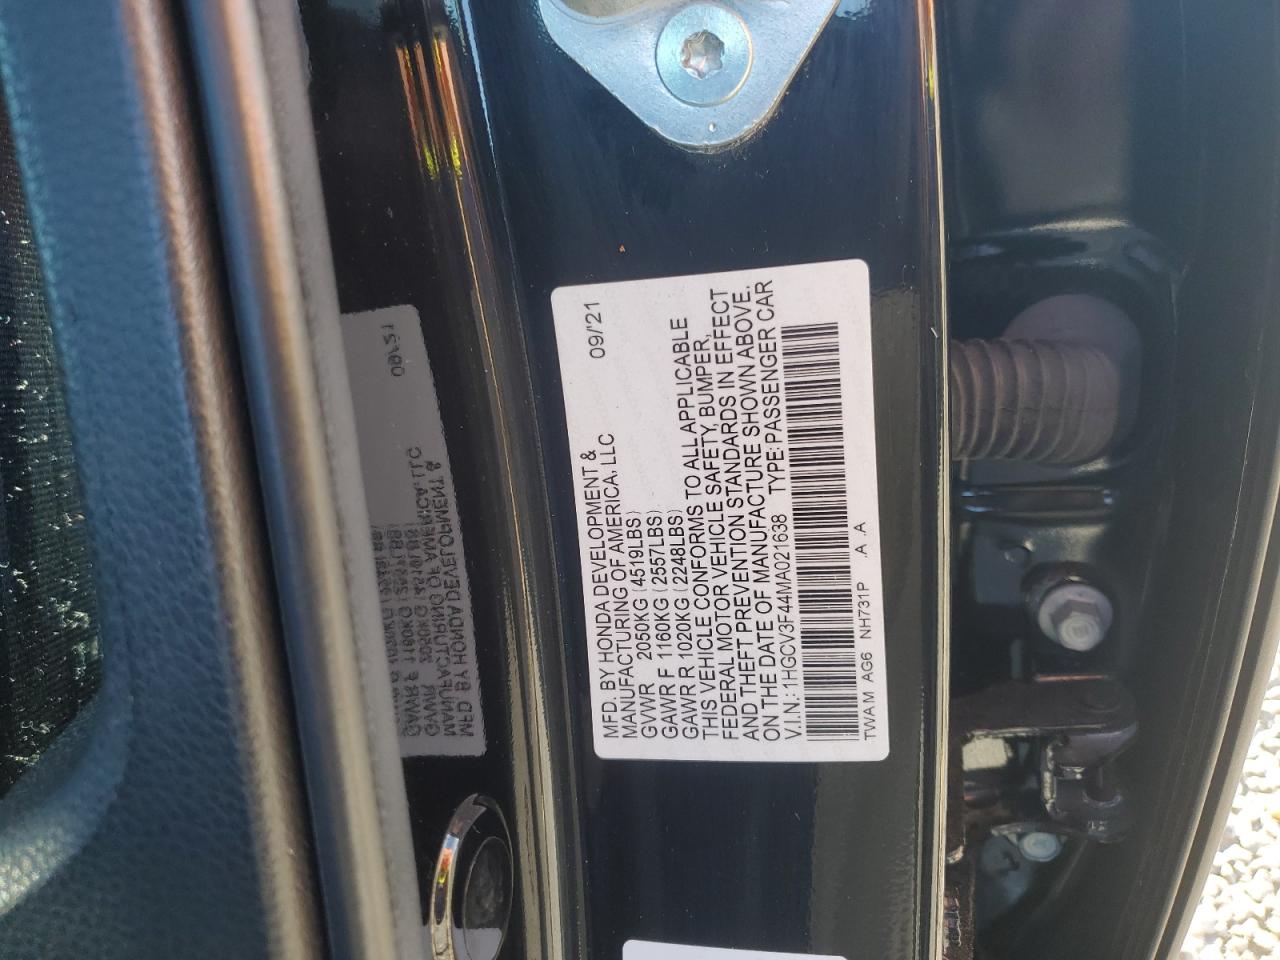 MFD. BY HONDA DEVELOPMENT &
MANUFACTURING OF AMERICA, LLC 09/'21
GVWR 2050KG (4519LBS)
GAWR F 1160KG (2557LBS)
GAWR R 1020KG (2248LBS)
THIS VEHICLE CONFORMS TO ALL APPLICABLE
FEDERAL MOTOR VEHICLE SAFETY, BUMPER,
AND THEFT PREVENTION STANDARDS IN EFFECT
ON THE DATE OF MANUFACTURE SHOWN ABOVE.
V.I.N.: 1HGCV3F44MA021638 TYPE: PASSENGER CAR
TWAM AG6 NH731P A A